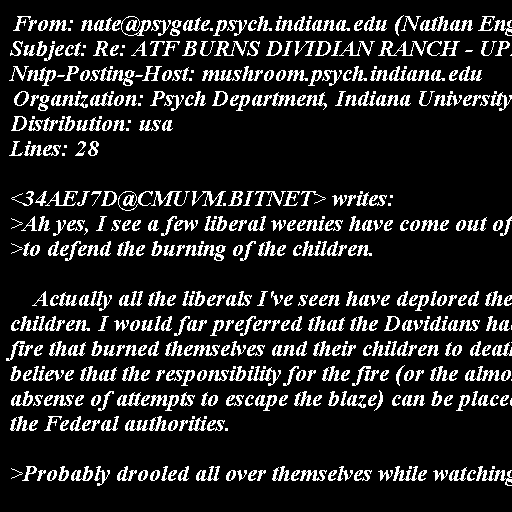 From: nate@psygate.psych.indiana.edu (Nathan Eng
Subject: Re: ATF BURNS DIVIDIAN RANCH - UP
Nntp-Posting-Host: mushroom.psych.indiana.edu
Organization: Psych Department, Indiana University
Distribution: usa
Lines: 28

<34AEJ7D@CMUVM.BITNET> writes:
>Ah yes, I see a few liberal weenies have come out of
>to defend the burning of the children.

Actually all the liberals I've seen have deplored the
children. I would far preferred that the Davidians ha
fire that burned themselves and their children to deat
believe that the responsibility for the fire (or the almo
absense of attempts to escape the blaze) can be place
the Federal authorities.

>Probably drooled all over themselves while watching